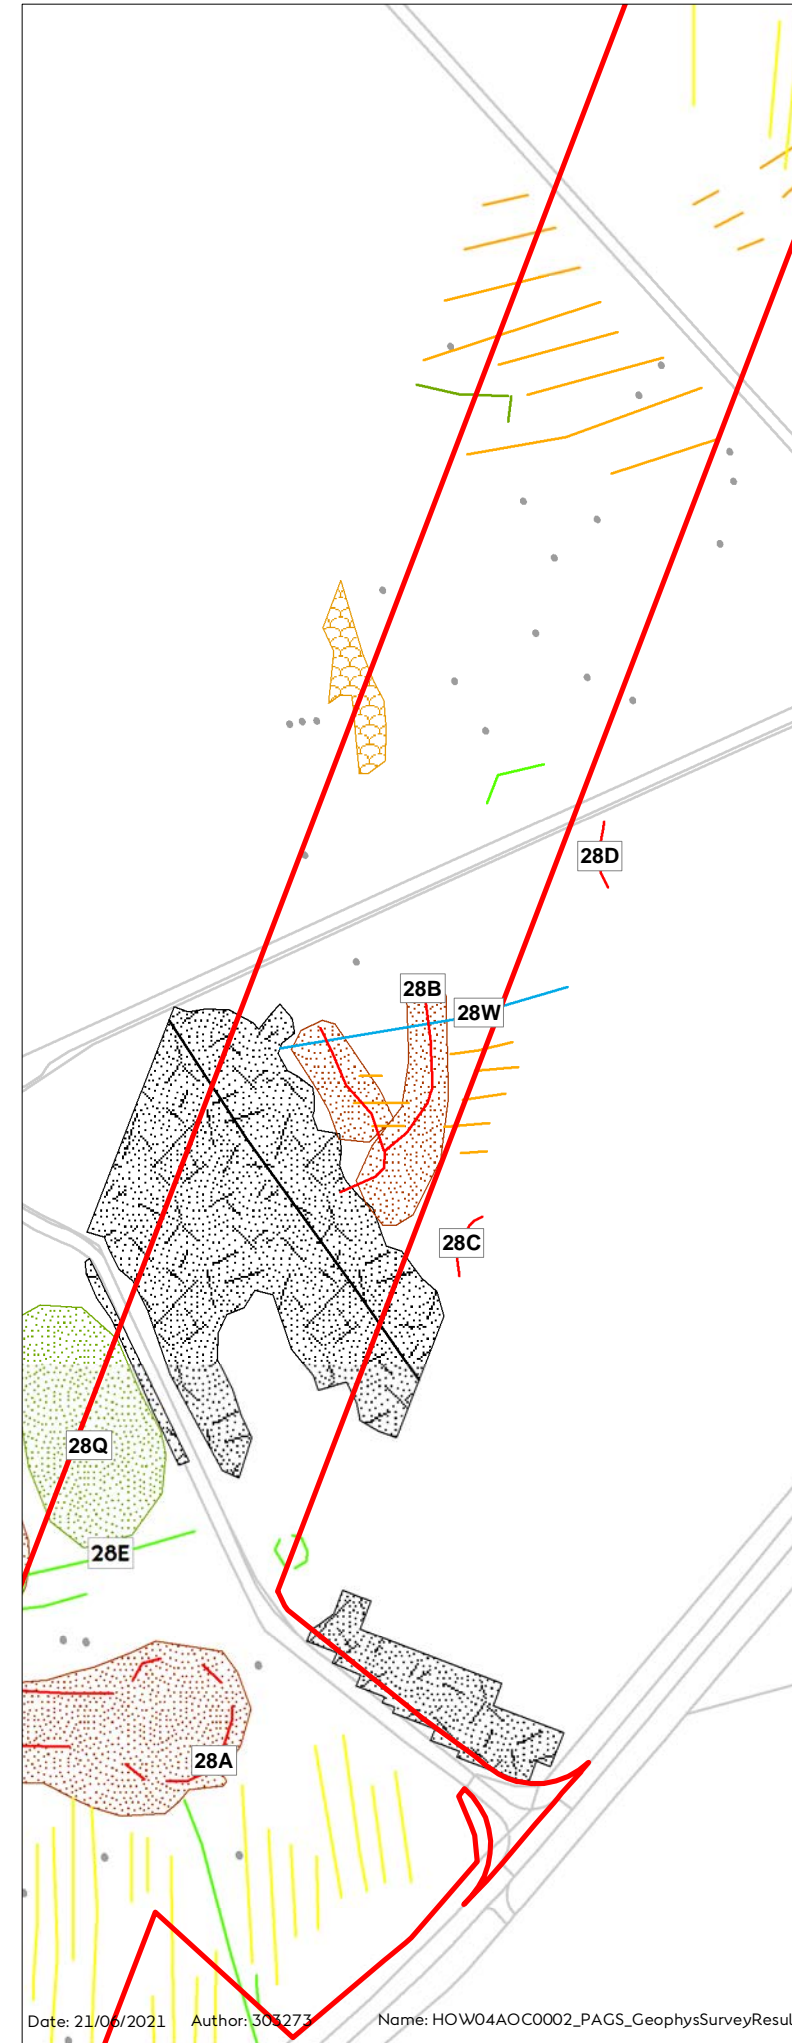 28D
28B
28W
28C
28Q
28E
28A
Date: 21/06/2021 Author: 303273 Name: HOW04AOC0002_PAGS_GeophysSurveyResul